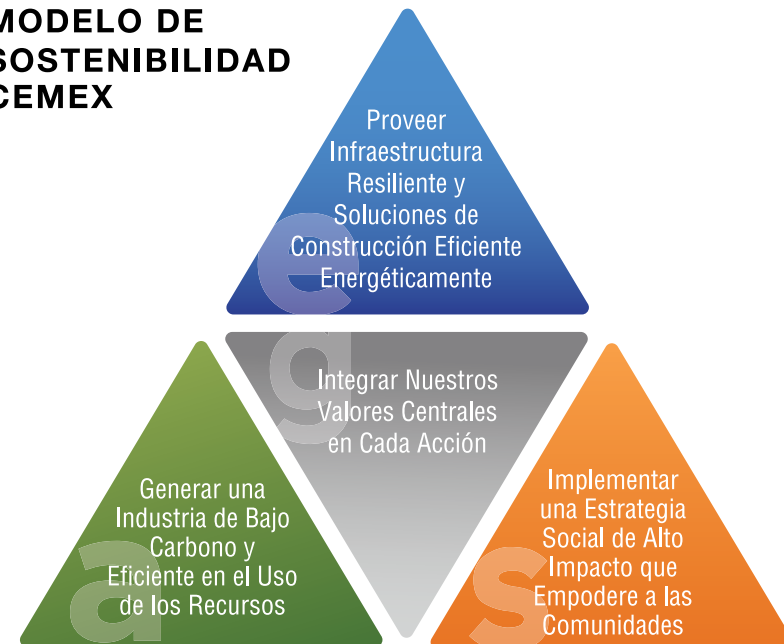 MODELO DE
SOSTENIBILIDAD
CEMEX
Proveer
Infraestructura
Resiliente y
Soluciones de
Construcción Eficiente
Energéticamente
e
g
Integrar Nuestros
Valores Centrales
en Cada Acción
Generar una
Industria de Bajo
Carbono y
Eficiente en el Uso
de los Recursos
a
Implementar
una Estrategia
Social de Alto
Impacto que
Empodere a las
Comunidades
s